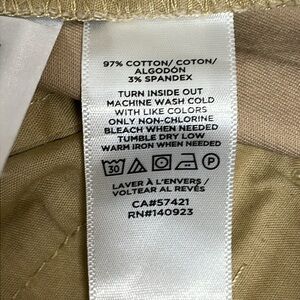 97% COTTON/ COTON/
ALGODÓN
3% SPANDEX
TURN INSIDE OUT
MACHINE WASH COLD
WITH LIKE COLORS
ONLY NON-CHLORINE
BLEACH WHEN NEEDED
TUMBLE DRY LOW
WARM IRON WHEN NEEDED
30 P
LAVER À L'ENVERS /
VOLTEAR AL REVÉS
CA#57421
RN#140923